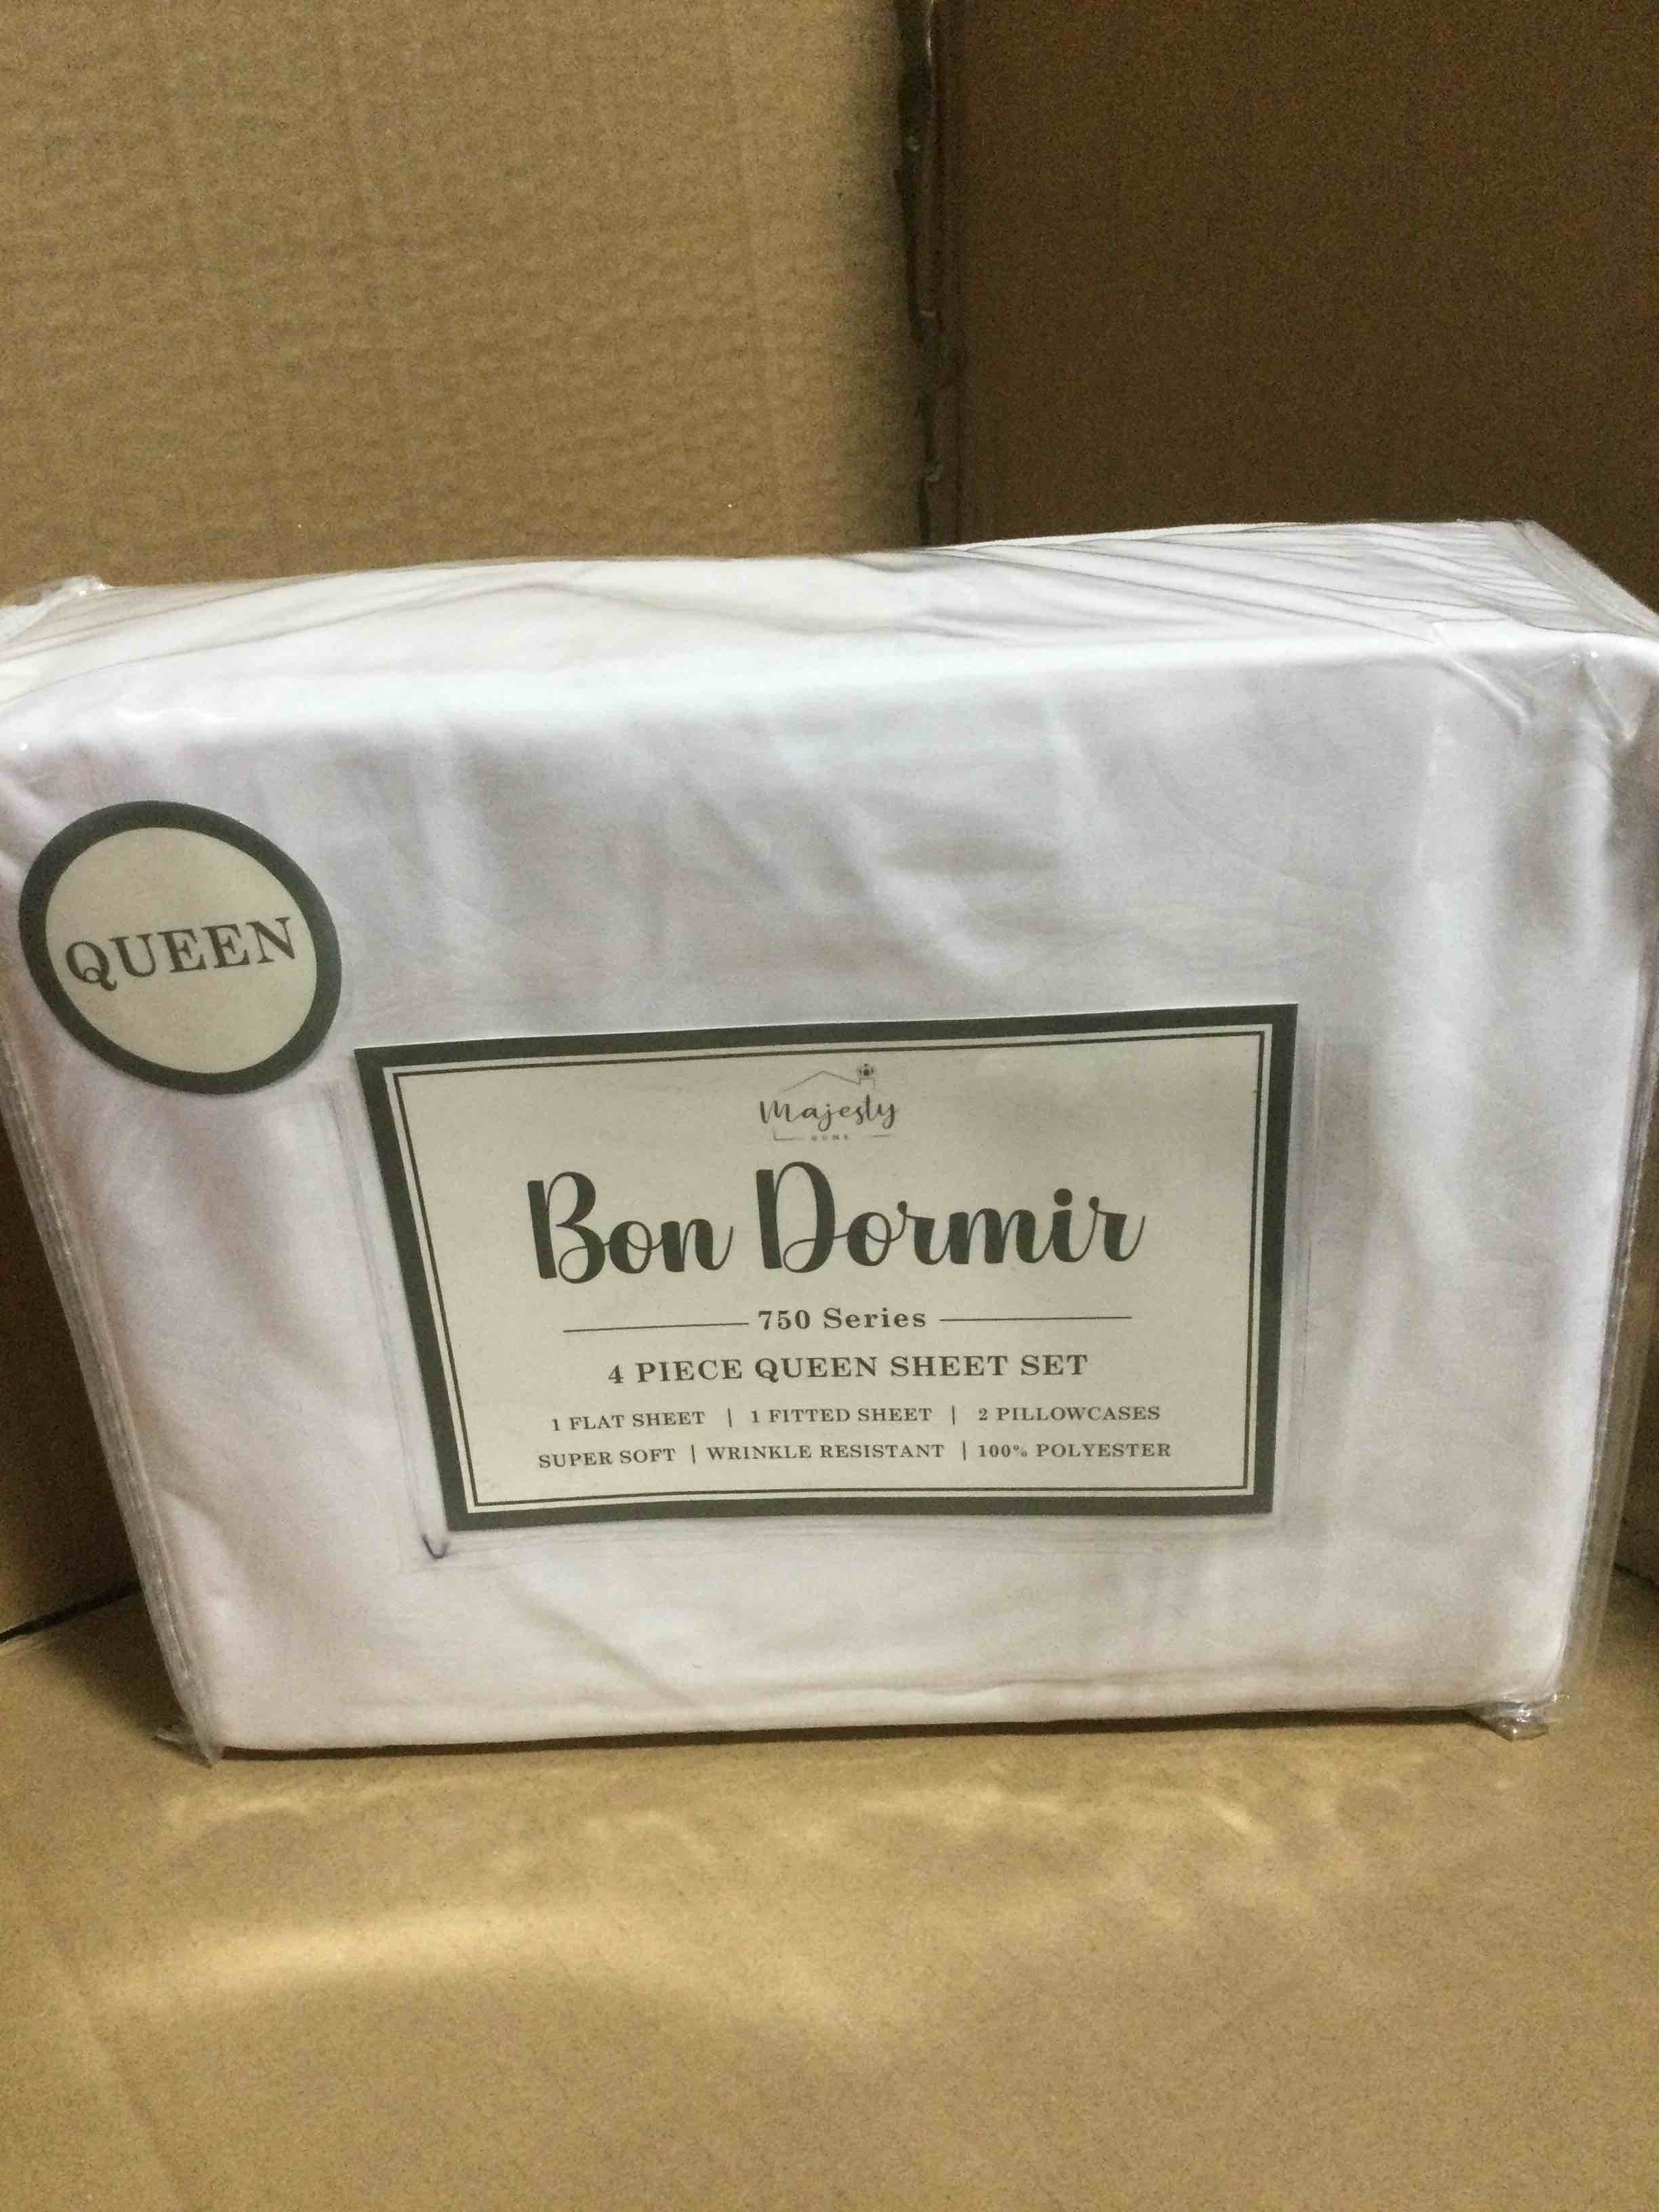 QUEEN
Majesty
HOME
Bon Dormir
750 Series
4 PIECE QUEEN SHEET SET
1 FLAT SHEET | 1 FITTED SHEET | 2 PILLOWCASES
SUPER SOFT | WRINKLE RESISTANT | 100% POLYESTER